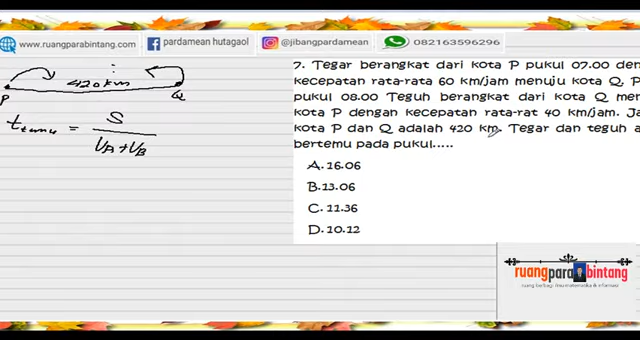 www.ruangparabintang.com pardamean hutagaol @jibangpardamean 082163596296
420 km
P Q
S
VA+VB
7. Tegar berangkat dari kota P pukul 07.00 den
kecepatan rata-rata 60 km/jam menuju kota Q. P
pukul 08.00 Teguh berangkat dari kota Q men
kota P dengan kecepatan rata-rat 40 km/jam. Ja
kota P dan Q adalah 420 km. Tegar dan teguh a
bertemu pada pukul.....
A. 16.06
B. 13.06
C. 11.36
D. 10.12
ruangparabintang